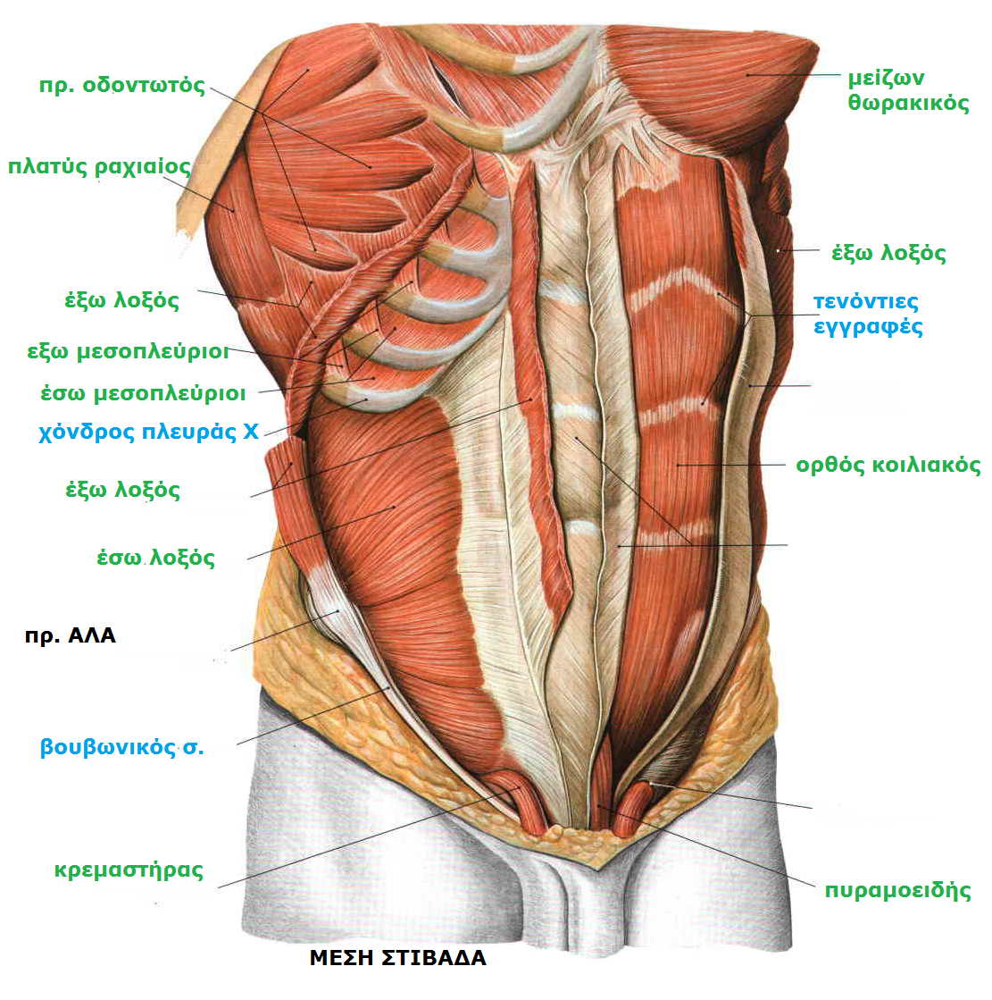 πρ. οδοντωτός
πλατύς ραχιαίος
έξω λοξός
εξω μεσοπλεύριοι
έσω μεσοπλεύριοι
χόνδρος πλευράς Χ
έξω λοξός
έσω λοξός
πρ. ΑΛΑ
βουβωνικός σ.
κρεμαστήρας
μείζων
θωρακικός
έξω λοξός
τενόντιες
εγγραφές
ορθός κοιλιακός
πυραμοειδής
ΜΕΣΗ ΣΤΙΒΑΔΑ